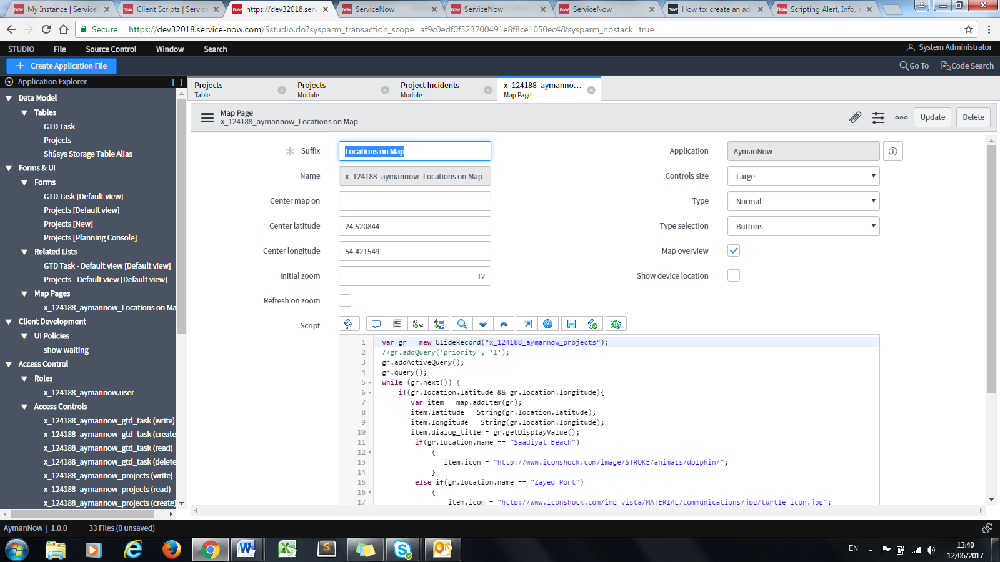 now My Instance | Service
now Client Scripts | Service
now https://dev32018.serv
now ServiceNow
now ServiceNow
now ServiceNow
now How to: create an ad
now Scripting Alert, Info, a
Secure | https://dev32018.service-now.com/$studio.do?sysparm_transaction_scope=af9c0edf0f323200491e8f8ce1050ec4&sysparm_nostack=true
STUDIO File Source Control Window Search System Administrator
+ Create Application File Go To Code Search
Application Explorer [—]
Data Model
Tables
GTD Task
Projects
Sh$sys Storage Table Alias
Forms & UI
Forms
GTD Task [Default view]
Projects [Default view]
Projects [New]
Projects [Planning Console]
Related Lists
GTD Task - Default view [Default view]
Projects - Default view [Default view]
Map Pages
x_124188_aymannow_Locations on Ma
Client Development
UI Policies
show waiting
Access Control
Roles
x_124188_aymannow.user
Access Controls
x_124188_aymannow_gtd_task (write)
x_124188_aymannow_gtd_task (create
x_124188_aymannow_gtd_task (read)
x_124188_aymannow_gtd_task (delete
x_124188_aymannow_projects (write)
x_124188_aymannow_projects (read)
x_124188_aymannow_projects (create)
Projects
Table
Projects
Module
Project Incidents
Module
x_124188_aymanno...
Map Page
Map Page
x_124188_aymannow_Locations on Map
Update Delete
Suffix Locations on Map
Name x_124188_aymannow_Locations on Map
Center map on
Center latitude 24.520844
Center longitude 54.421549
Initial zoom 12
Refresh on zoom
Application AymanNow
Controls size Large
Type Normal
Type selection Buttons
Map overview
Show device location
Script
1 var gr = new GlideRecord("x_124188_aymannow_projects");
2 //gr.addQuery('priority', '1');
3 gr.addActiveQuery();
4 gr.query();
5 while (gr.next()) {
6 if(gr.location.latitude && gr.location.longitude){
7 var item = map.addItem(gr);
8 item.latitude = String(gr.location.latitude);
9 item.longitude = String(gr.location.longitude);
10 item.dialog_title = gr.getDisplayValue();
11 if(gr.location.name == "Saadiyat Beach")
12 {
13 item.icon = "http://www.iconshock.com/image/STROKE/animals/dolphin/";
14 }
15 else if(gr.location.name == "Zayed Port")
16 {
17 item.icon = "http://www.iconshock.com/img_vista/MATERIAL/communications/jpg/turtle_icon.jpg";
AymanNow | 1.0.0 33 Files (0 unsaved)
EN 13:40
12/06/2017